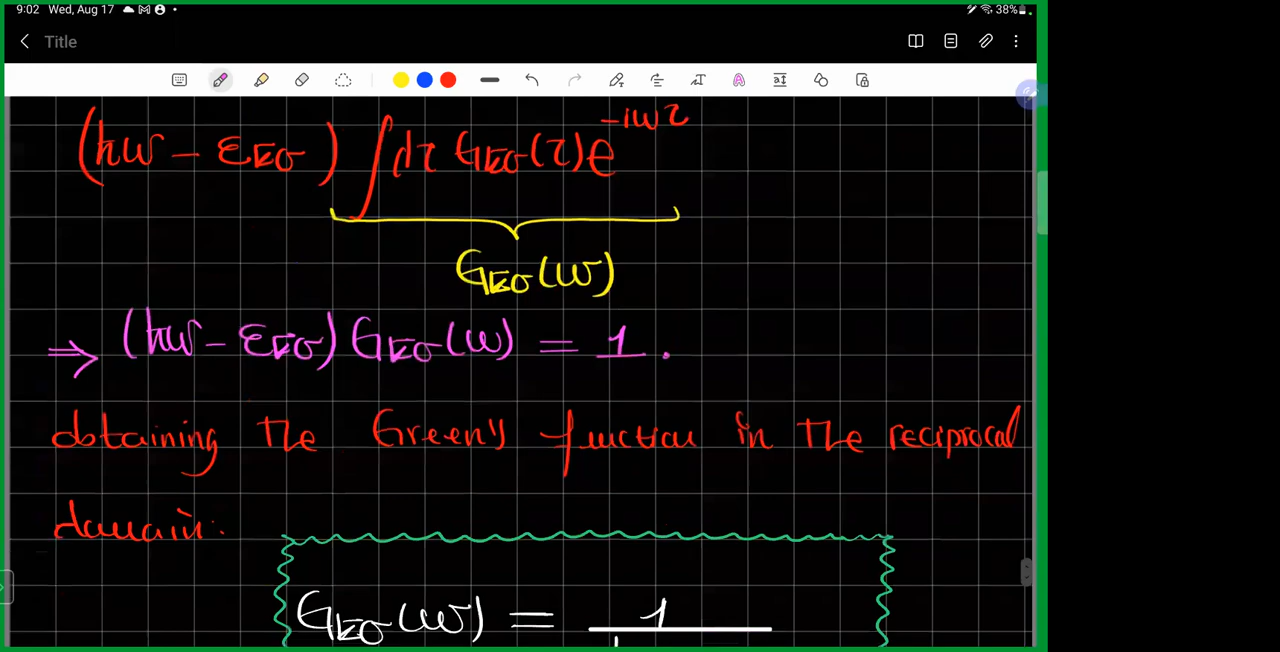 9:02 Wed, Aug 17
38%
Title
(ħω − ε_kσ) ∫dτ G_kσ(τ)e^{−iωτ}
G_kσ(ω)
⇒ (ħω − ε_kσ) G_kσ(ω) = 1.
obtaining the Green's function in the reciprocal
domain:
G_kσ(ω) = 1